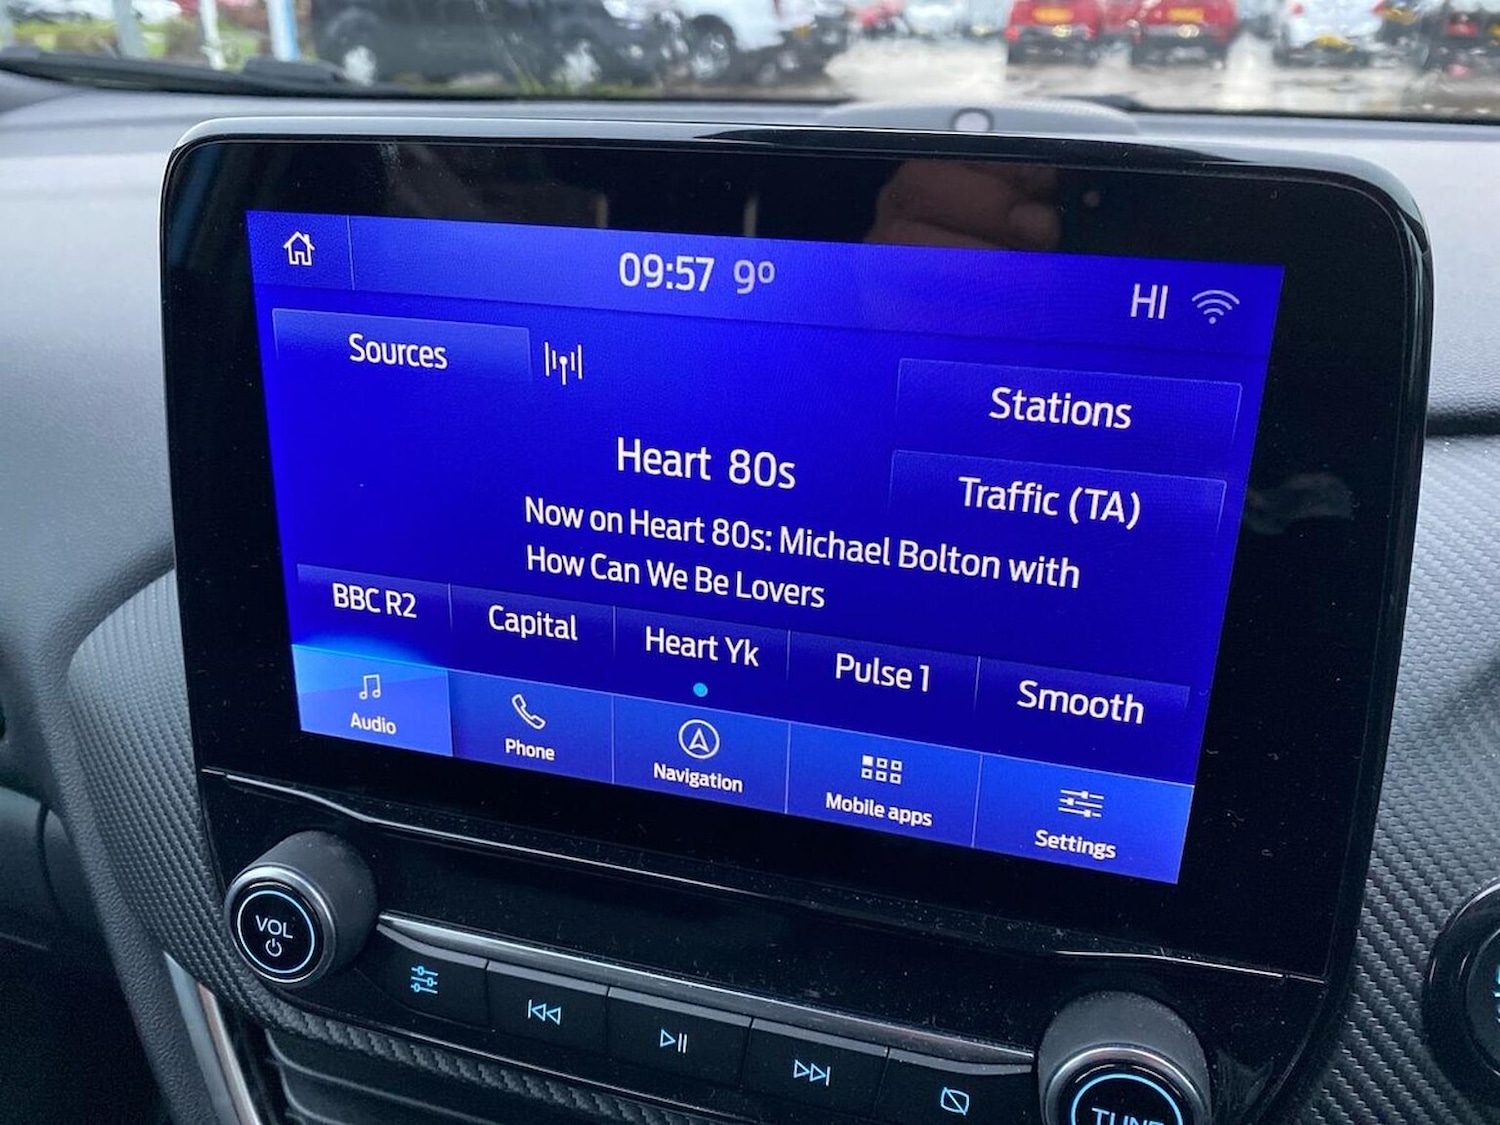 09:57 9º
HI
Sources
Stations
Heart 80s
Traffic (TA)
Now on Heart 80s: Michael Bolton with
How Can We Be Lovers
BBC R2
Capital
Heart Yk
Pulse 1
Smooth
Audio
Phone
Navigation
Mobile apps
Settings
VOL
TUNE